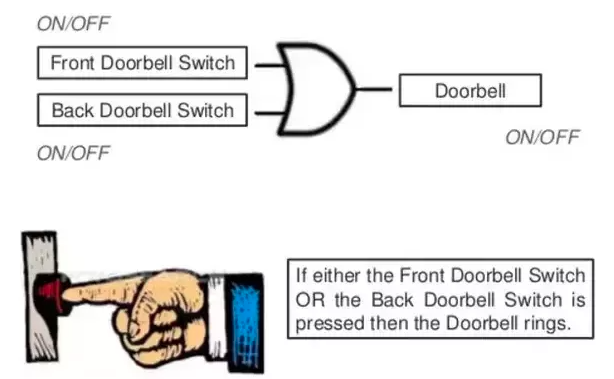 ON/OFF
Front Doorbell Switch
Back Doorbell Switch
Doorbell
ON/OFF
ON/OFF
If either the Front Doorbell Switch
OR the Back Doorbell Switch is
pressed then the Doorbell rings.